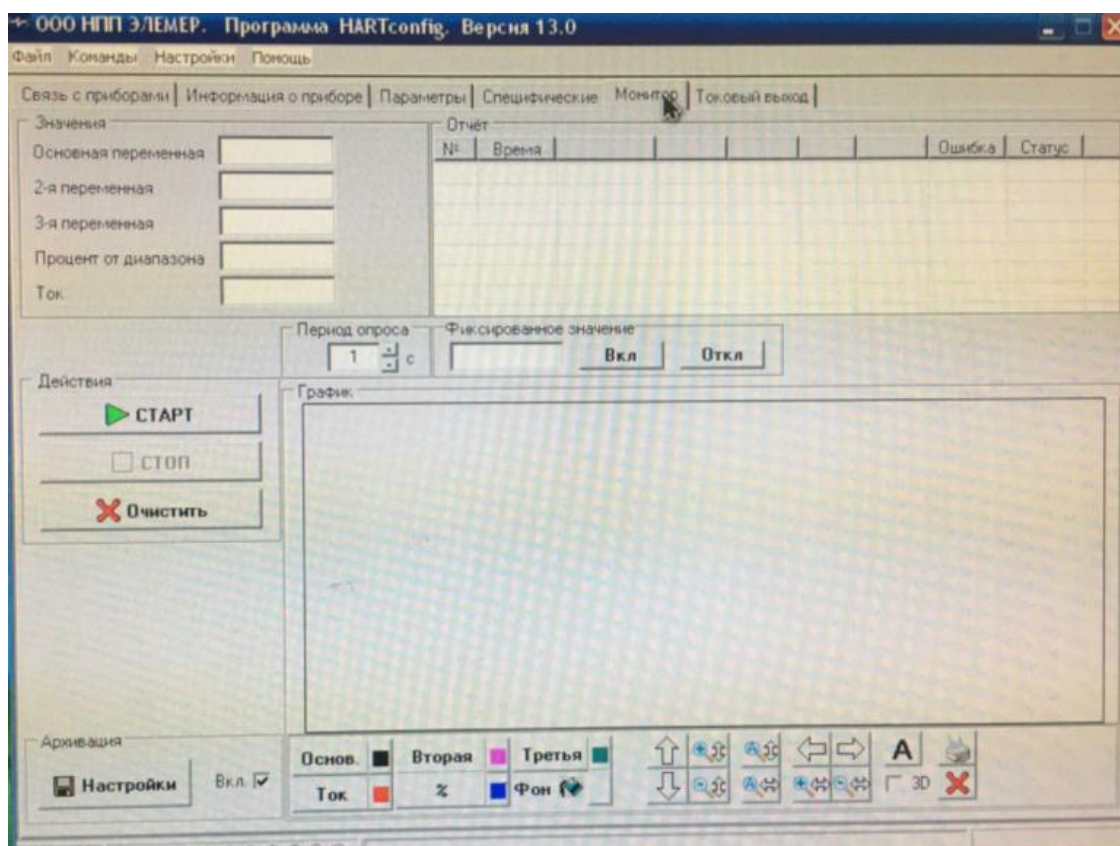 ООО НПП ЭЛЕМЕР. Программа HARTconfig. Версия 13.0
Файл Команды Настройки Помощь
Связь с приборами Информация о приборе Параметры Специфические Монитор Токовый выход
Значения
Основная переменная
2-я переменная
3-я переменная
Процент от диапазона
Ток
Отчёт
№ Время Ошибка Статус
Период опроса
1 с
Фиксированное значение
Вкл Откл
Действия
СТАРТ
СТОП
Очистить
График
Архивация
Настройки Вкл.
Основ. Вторая Третья А
Ток % Фон 3D